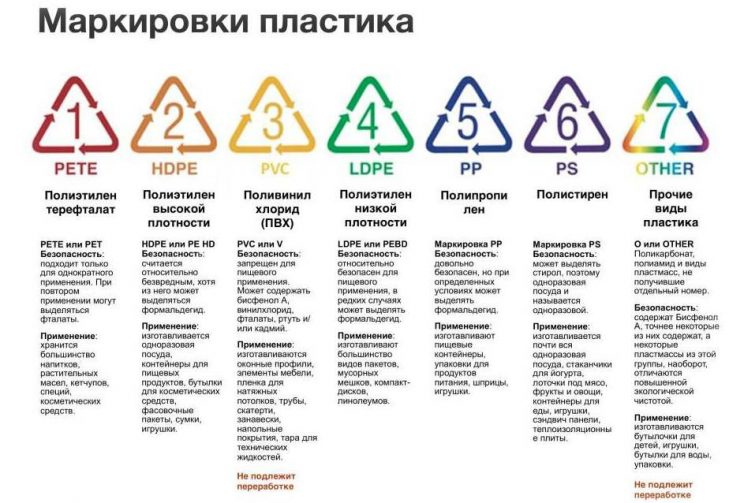 Маркировки пластика
1
PETE
Полиэтилен
терефталат
PETE или PET
Безопасность:
подходит только
для однократного
применения. При
повтором
применении могут
выделяться
фталаты.
Применение:
хранится
большинство
напитков,
растительных
масел, кетчупов,
специй,
косметических
средств.
2
HDPE
Полиэтилен
высокой
плотности
HDPE или PE HD
Безопасность:
считается
относительно
безвредным, хотя
из него может
выделяться
формальдегид.
Применение:
изготавливается
одноразовая
посуда,
контейнеры для
пищевых
продуктов, бутылки
для косметических
средств,
фасовочные
пакеты, сумки,
игрушки.
3
PVC
Поливинил
хлорид
(ПВХ)
PVC или V
Безопасность:
запрещен для
пищевого
применения.
Может содержать
бисфенол А,
винилхлорид,
фталаты, ртуть и/
или кадмий.
Применение:
изготавливаются
оконные профили,
элементы мебели,
пленка для
натяжных
потолков, трубы,
скатерти,
занавески,
напольные
покрытия, тара для
технических
жидкостей.
Не подлежит
переработке
4
LDPE
Полиэтилен
низкой
плотности
LDPE или PEBD
Безопасность:
относительно
безопасен для
пищевого
применения, в
редких случаях
может выделять
формальдегид.
Применение:
изготавливают
большинство
видов пакетов,
мусорных
мешков, компакт-
дисков,
линолеумов.
5
PP
Полипропи
лен
Маркировка PP
Безопасность:
довольно
безопасен, но при
определенных
условиях может
выделять
формальдегид.
Применение:
изготавливают
пищевые
контейнеры,
упаковки для
продуктов
питания, шприцы,
игрушки.
6
PS
Полистирен
Маркировка PS
Безопасность:
может выделять
стирол, поэтому
одноразовая
посуда и
называется
одноразовой.
Применение:
изготавливается
почти вся
одноразовая
посуда, стаканчики
для йогурта,
лоточки под мясо,
фрукты и овощи,
контейнеры для
еды, игрушки,
сэндвич панели,
теплоизоляционны
е плиты.
7
OTHER
Прочие
виды
пластика
O или OTHER
Поликарбонат,
полиамид и виды
пластмасс, не
получившие
отдельный номер.
Безопасность:
содержат Бисфенол
А, точнее некоторые
из них содержат, а
некоторые
пластмассы из этой
группы, наоборот,
отличаются
повышенной
экологической
чистотой.
Применение:
изготавливаются
бутылочки для
детей, игрушки,
бутылки для воды,
упаковки.
Не подлежит
переработке